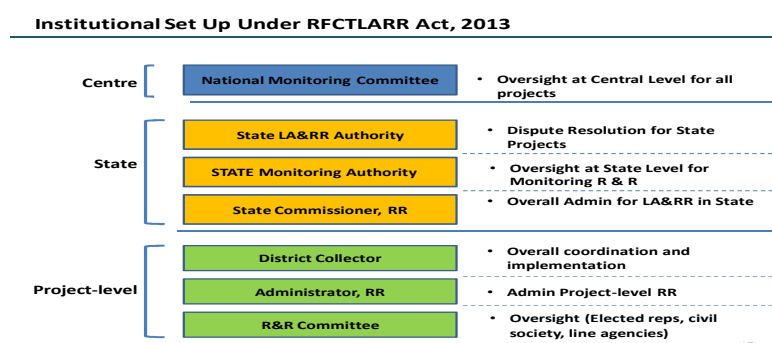 Institutional Set Up Under RFCTLARR Act, 2013
Centre
National Monitoring Committee
• Oversight at Central Level for all
projects
State
State LA&RR Authority
• Dispute Resolution for State
Projects
STATE Monitoring Authority
• Oversight at State Level for
Monitoring R & R
State Commissioner, RR
• Overall Admin for LA&RR in State
Project-level
District Collector
• Overall coordination and
implementation
Administrator, RR
• Admin Project-level RR
R&R Committee
• Oversight (Elected reps, civil
society, line agencies)